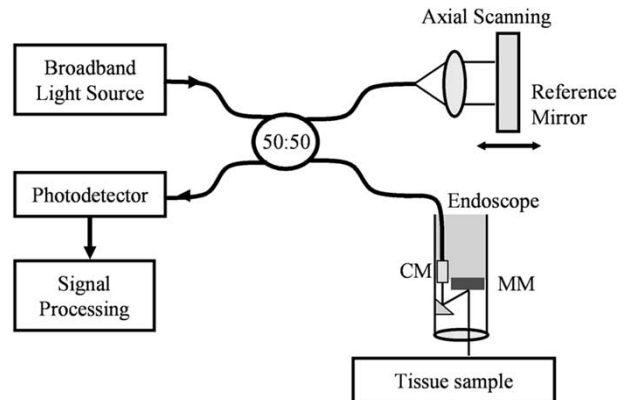 Axial Scanning
Broadband
Light Source
Reference
Mirror
50:50
Photodetector
Endoscope
CM
MM
Signal
Processing
Tissue sample